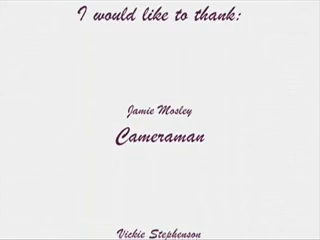 I would like to thank:
Jamie Mosley
Cameraman
Vickie Stephenson